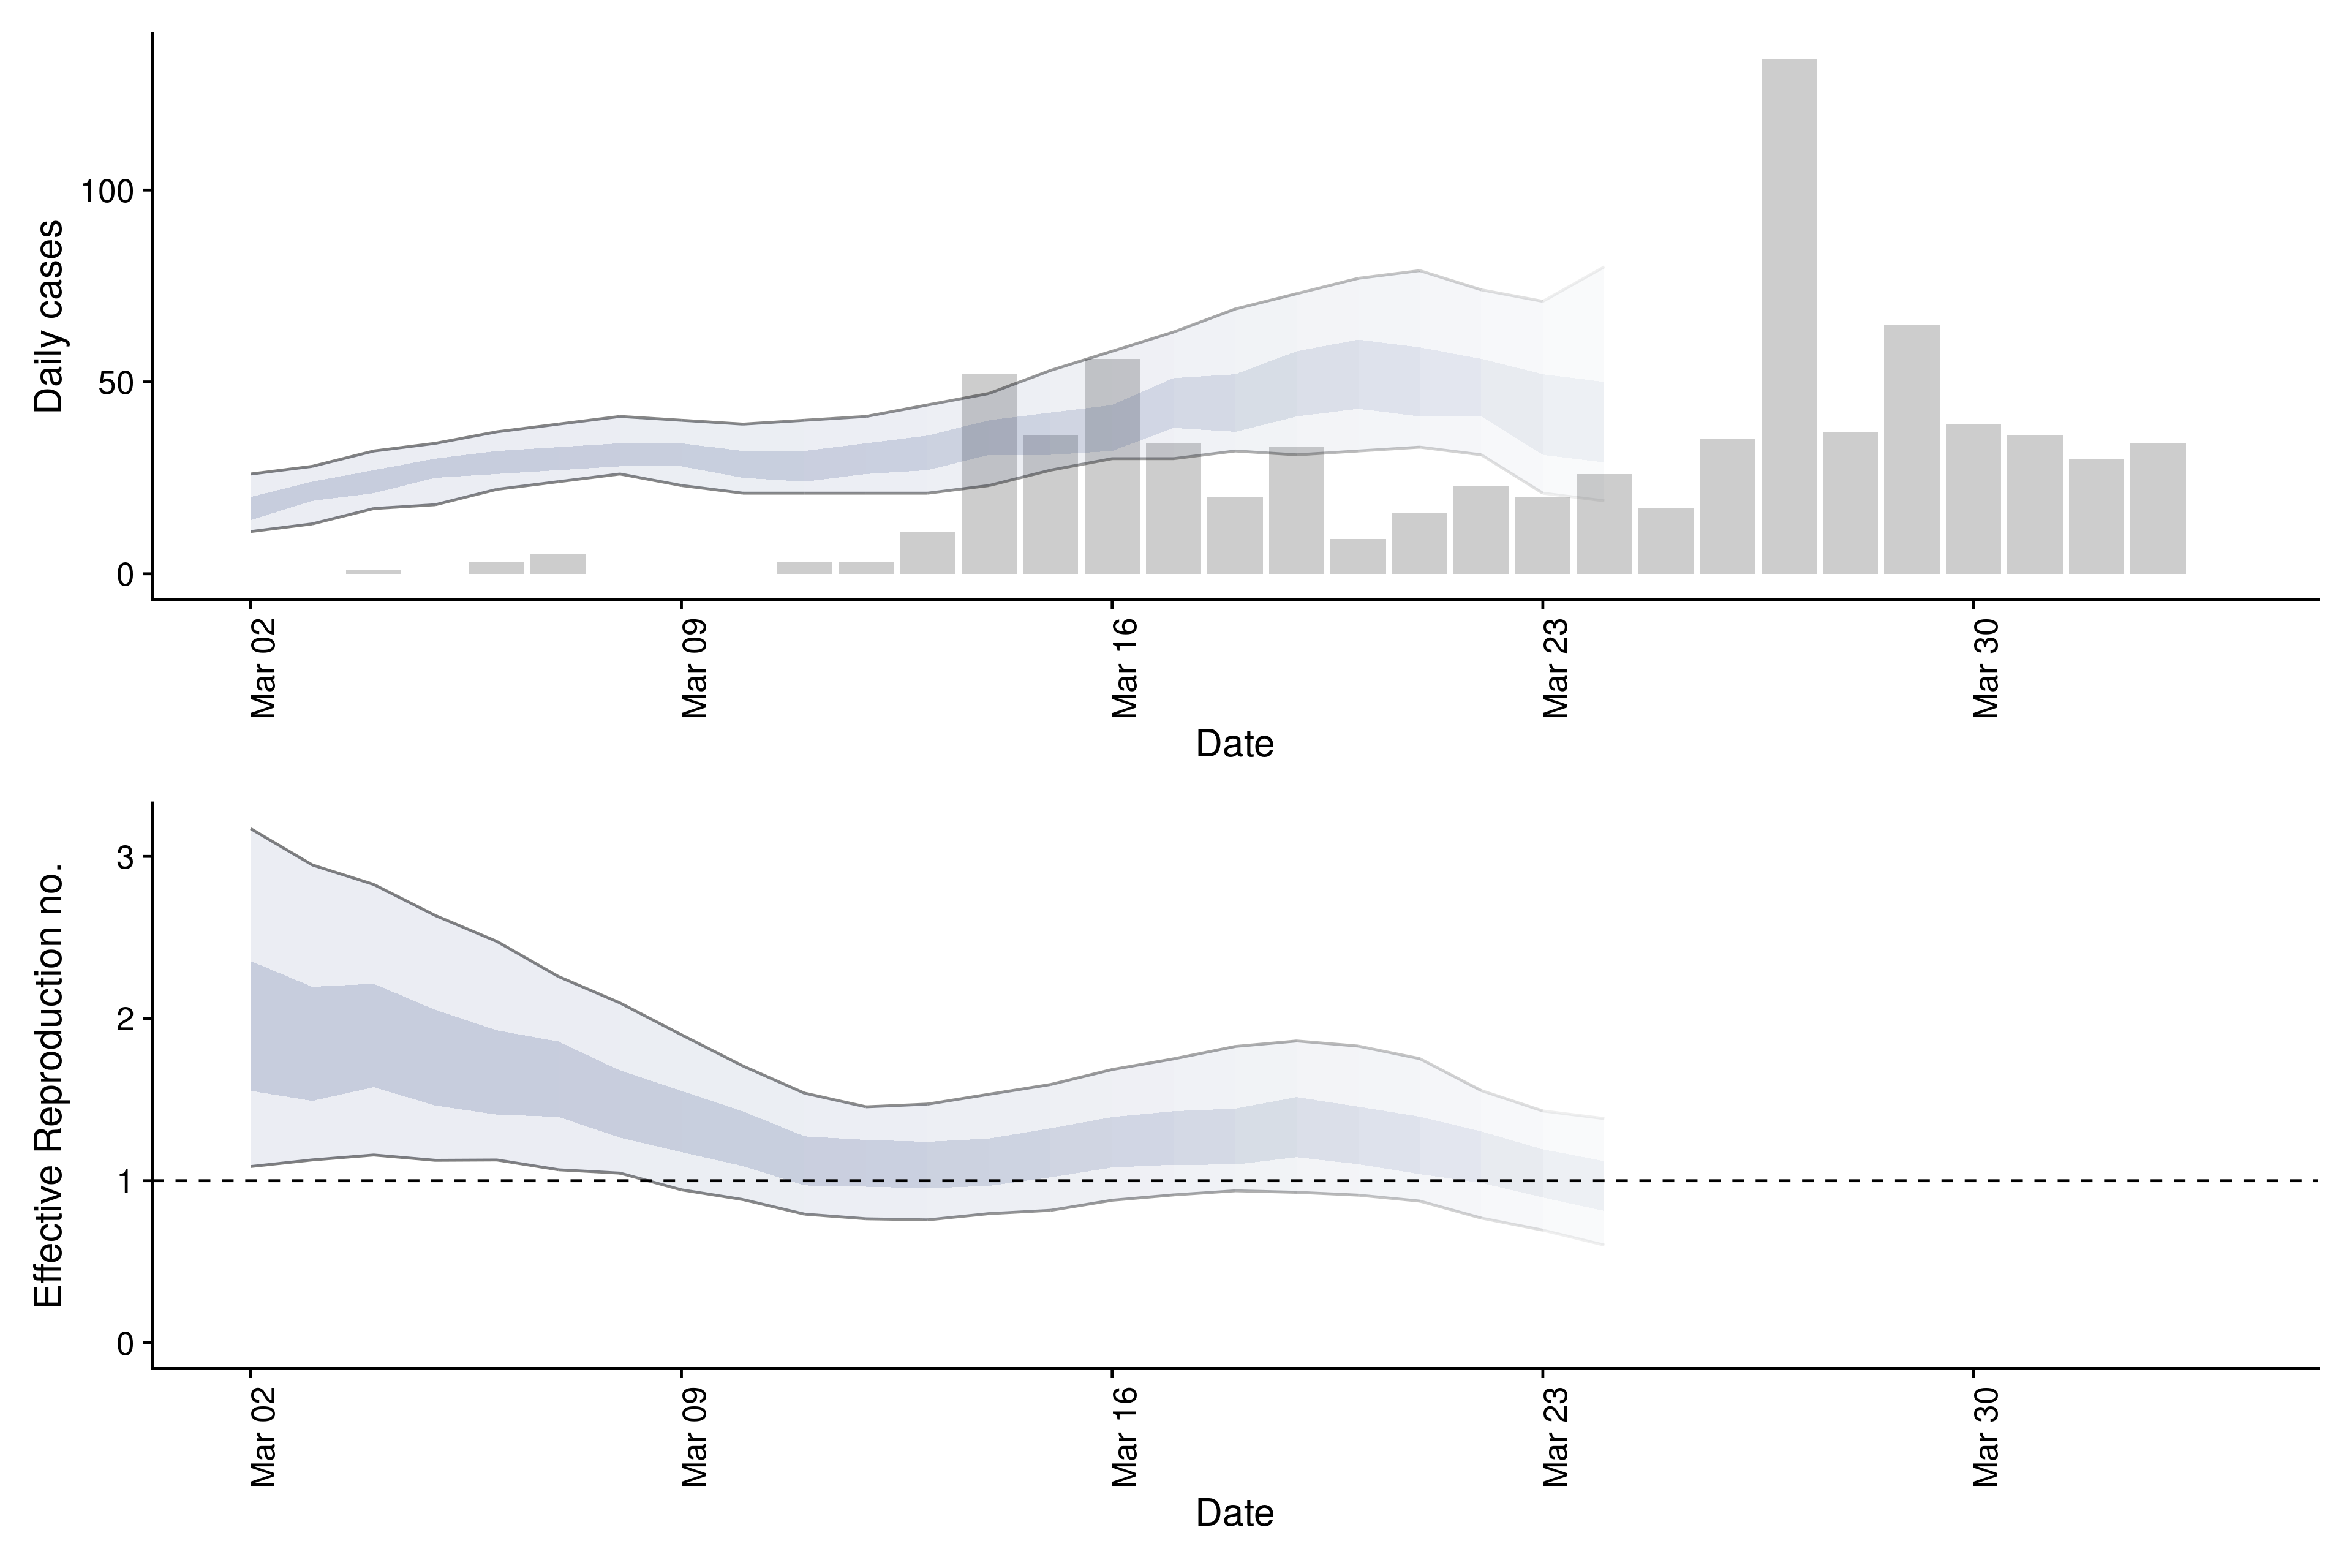 Daily cases
100
50
0
Mar 02
Mar 09
Mar 16
Mar 23
Mar 30
Date
Effective Reproduction no.
3
2
1
0
Mar 02
Mar 09
Mar 16
Mar 23
Mar 30
Date